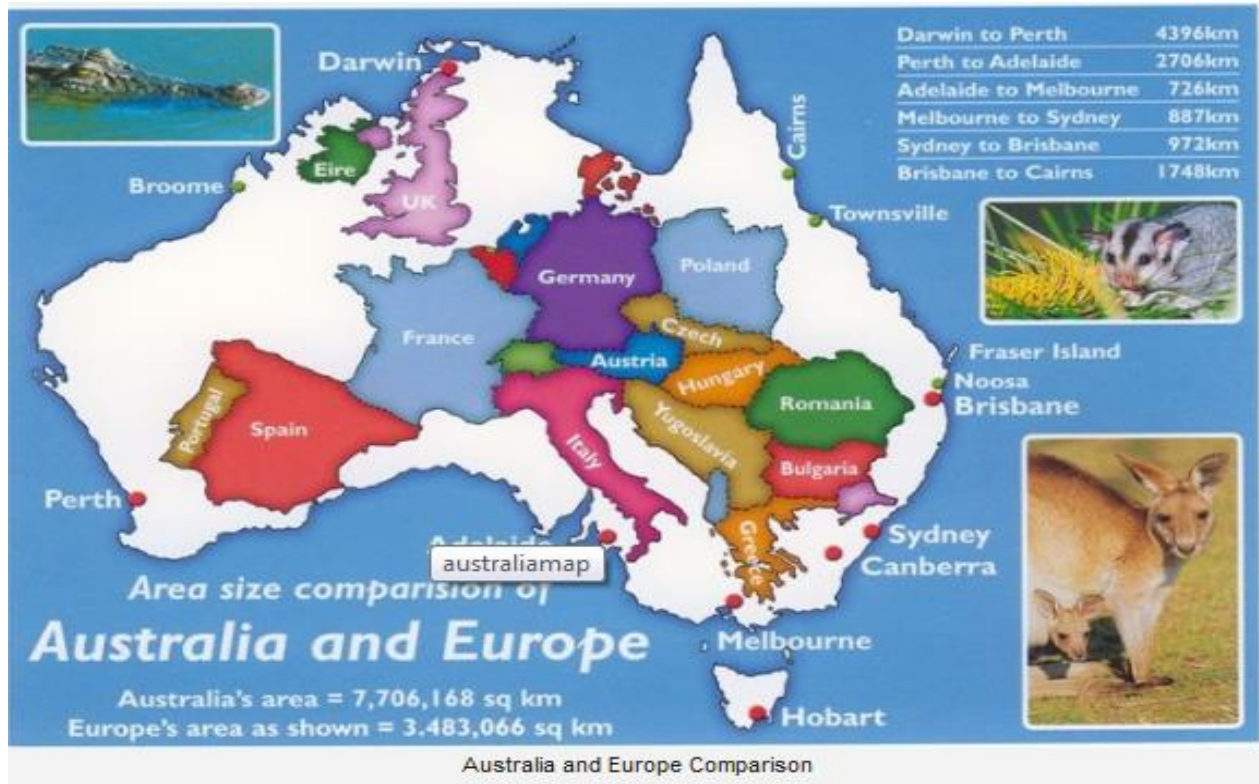 Darwin
Darwin to Perth 4396km
Perth to Adelaide 2706km
Adelaide to Melbourne 726km
Melbourne to Sydney 887km
Sydney to Brisbane 972km
Brisbane to Cairns 1748km
Cairns
Eire
Broome
UK
Townsville
Germany
Poland
France
Czech
Austria
Hungary
Fraser Island
Noosa
Brisbane
Portugal
Spain
Italy
Yugoslavia
Romania
Bulgaria
Perth
Adelaide
australiamap
Greece
Sydney
Canberra
Area size comparision of
Australia and Europe
Melbourne
Australia's area = 7,706,168 sq km
Europe's area as shown = 3.483,066 sq km
Hobart
Australia and Europe Comparison